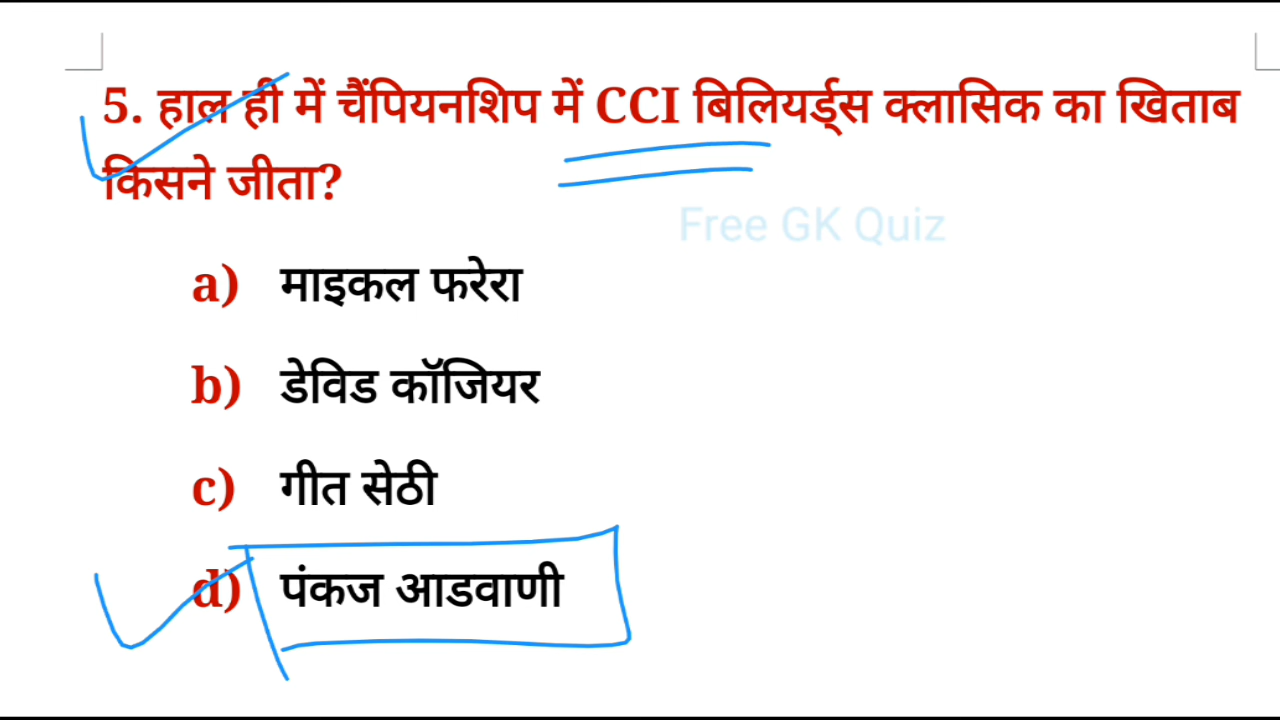 5. हाल ही में चैंपियनशिप में CCI बिलियर्ड्स क्लासिक का खिताब
किसने जीता?
Free GK Quiz
a) माइकल फरेरा
b) डेविड कॉजियर
c) गीत सेठी
d) पंकज आडवाणी